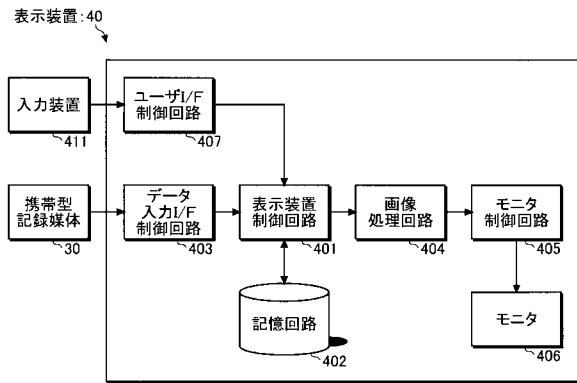 表示装置:40
入力装置
411
ユーザI/F
制御回路
407
携帯型
記録媒体
30
データ
入力I/F
制御回路
403
表示装置
制御回路
401
画像
処理回路
404
モニタ
制御回路
405
記憶回路
402
モニタ
406